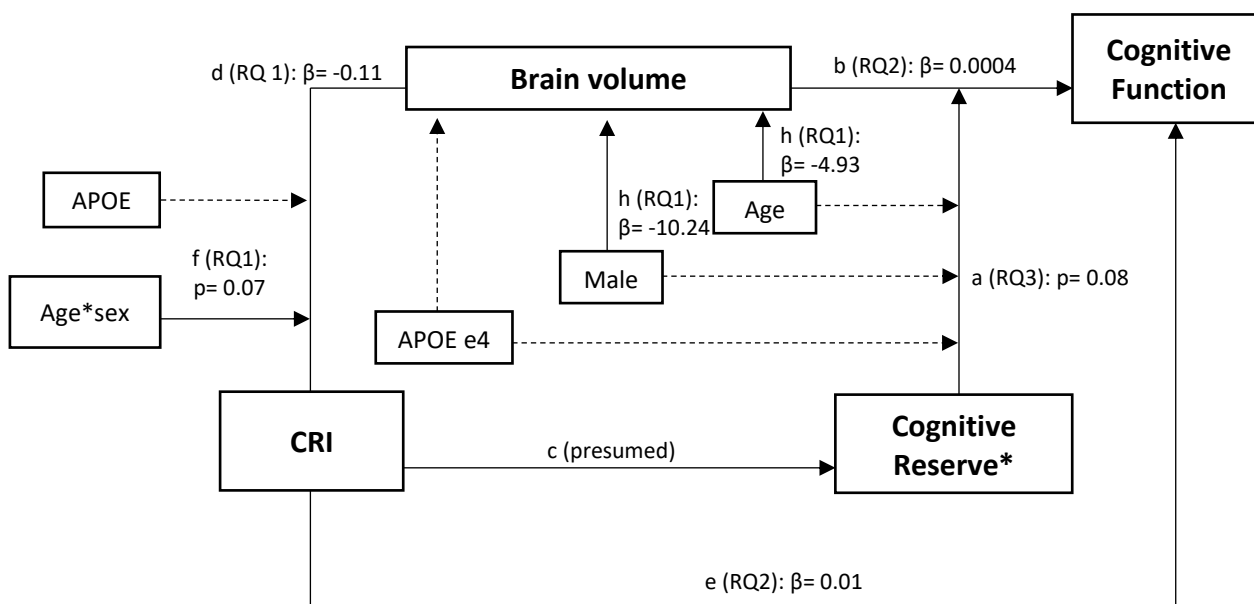 Cognitive
Function
d (RQ 1): β= -0.11
Brain volume
b (RQ2): β= 0.0004
h (RQ1):
β= -4.93
APOE
h (RQ1):
β= -10.24
Age
f (RQ1):
p= 0.07
Male
a (RQ3): p= 0.08
Age*sex
APOE e4
CRI
c (presumed)
Cognitive
Reserve*
e (RQ2): β= 0.01